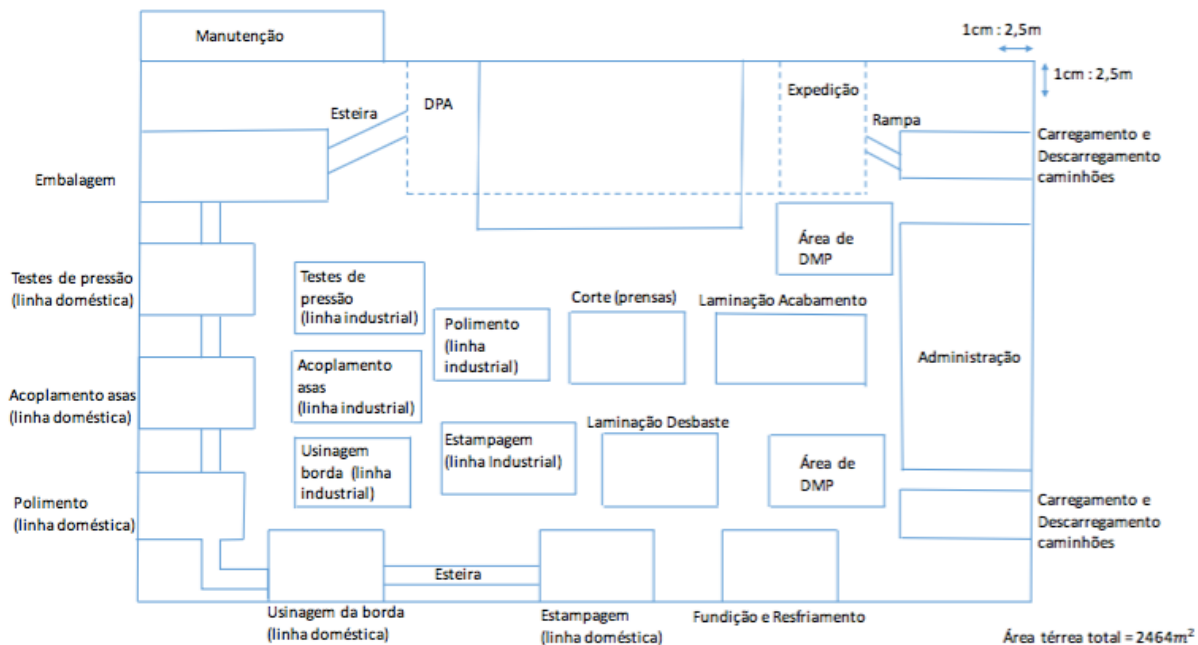 Manutenção
1cm : 2,5m
1cm : 2,5m
Esteira
DPA
Expedição
Rampa
Carregamento e
Descarregamento
caminhões
Embalagem
Área de
DMP
Testes de pressão
(linha doméstica)
Testes de
pressão
(linha industrial)
Polimento
(linha
industrial)
Corte (prensas)
Laminação Acabamento
Administração
Acoplamento asas
(linha doméstica)
Acoplamento
asas
(linha industrial)
Laminação Desbaste
Usinagem
borda (linha
industrial)
Estampagem
(linha Industrial)
Área de
DMP
Polimento
(linha doméstica)
Carregamento e
Descarregamento
caminhões
Esteira
Usinagem da borda
(linha doméstica)
Estampagem
(linha doméstica)
Fundição e Resfriamento
Área térrea total = 2464m²